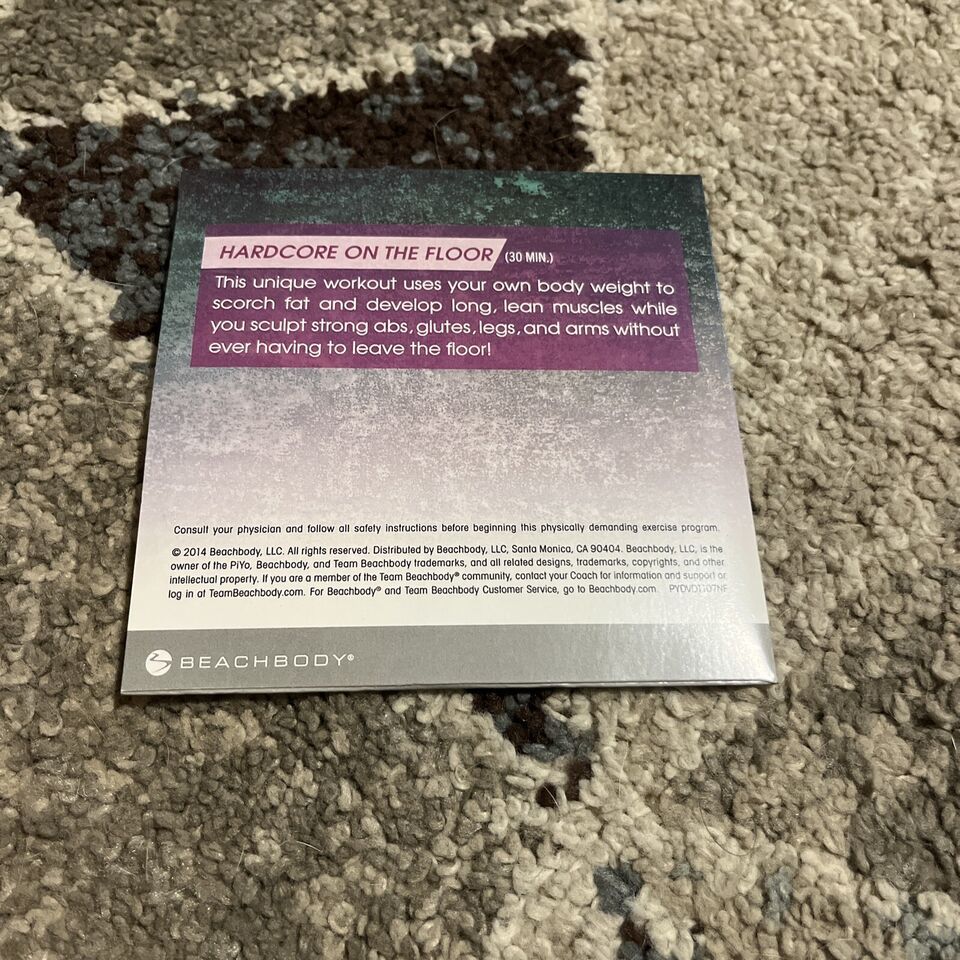 HARDCORE ON THE FLOOR (30 MIN.)
This unique workout uses your own body weight to
scorch fat and develop long, lean muscles while
you sculpt strong abs, glutes, legs, and arms without
ever having to leave the floor!
Consult your physician and follow all safety instructions before beginning this physically demanding exercise program.
© 2014 Beachbody, LLC. All rights reserved. Distributed by Beachbody, LLC, Santa Monica, CA 90404. Beachbody, LLC, is the
owner of the PiYo, Beachbody, and Team Beachbody trademarks, and all related designs, trademarks, copyrights, and other
intellectual property. If you are a member of the Team Beachbody® community, contact your Coach for information and support or
log in at TeamBeachbody.com. For Beachbody® and Team Beachbody Customer Service, go to Beachbody.com. PYDVD1107NF
BEACHBODY®